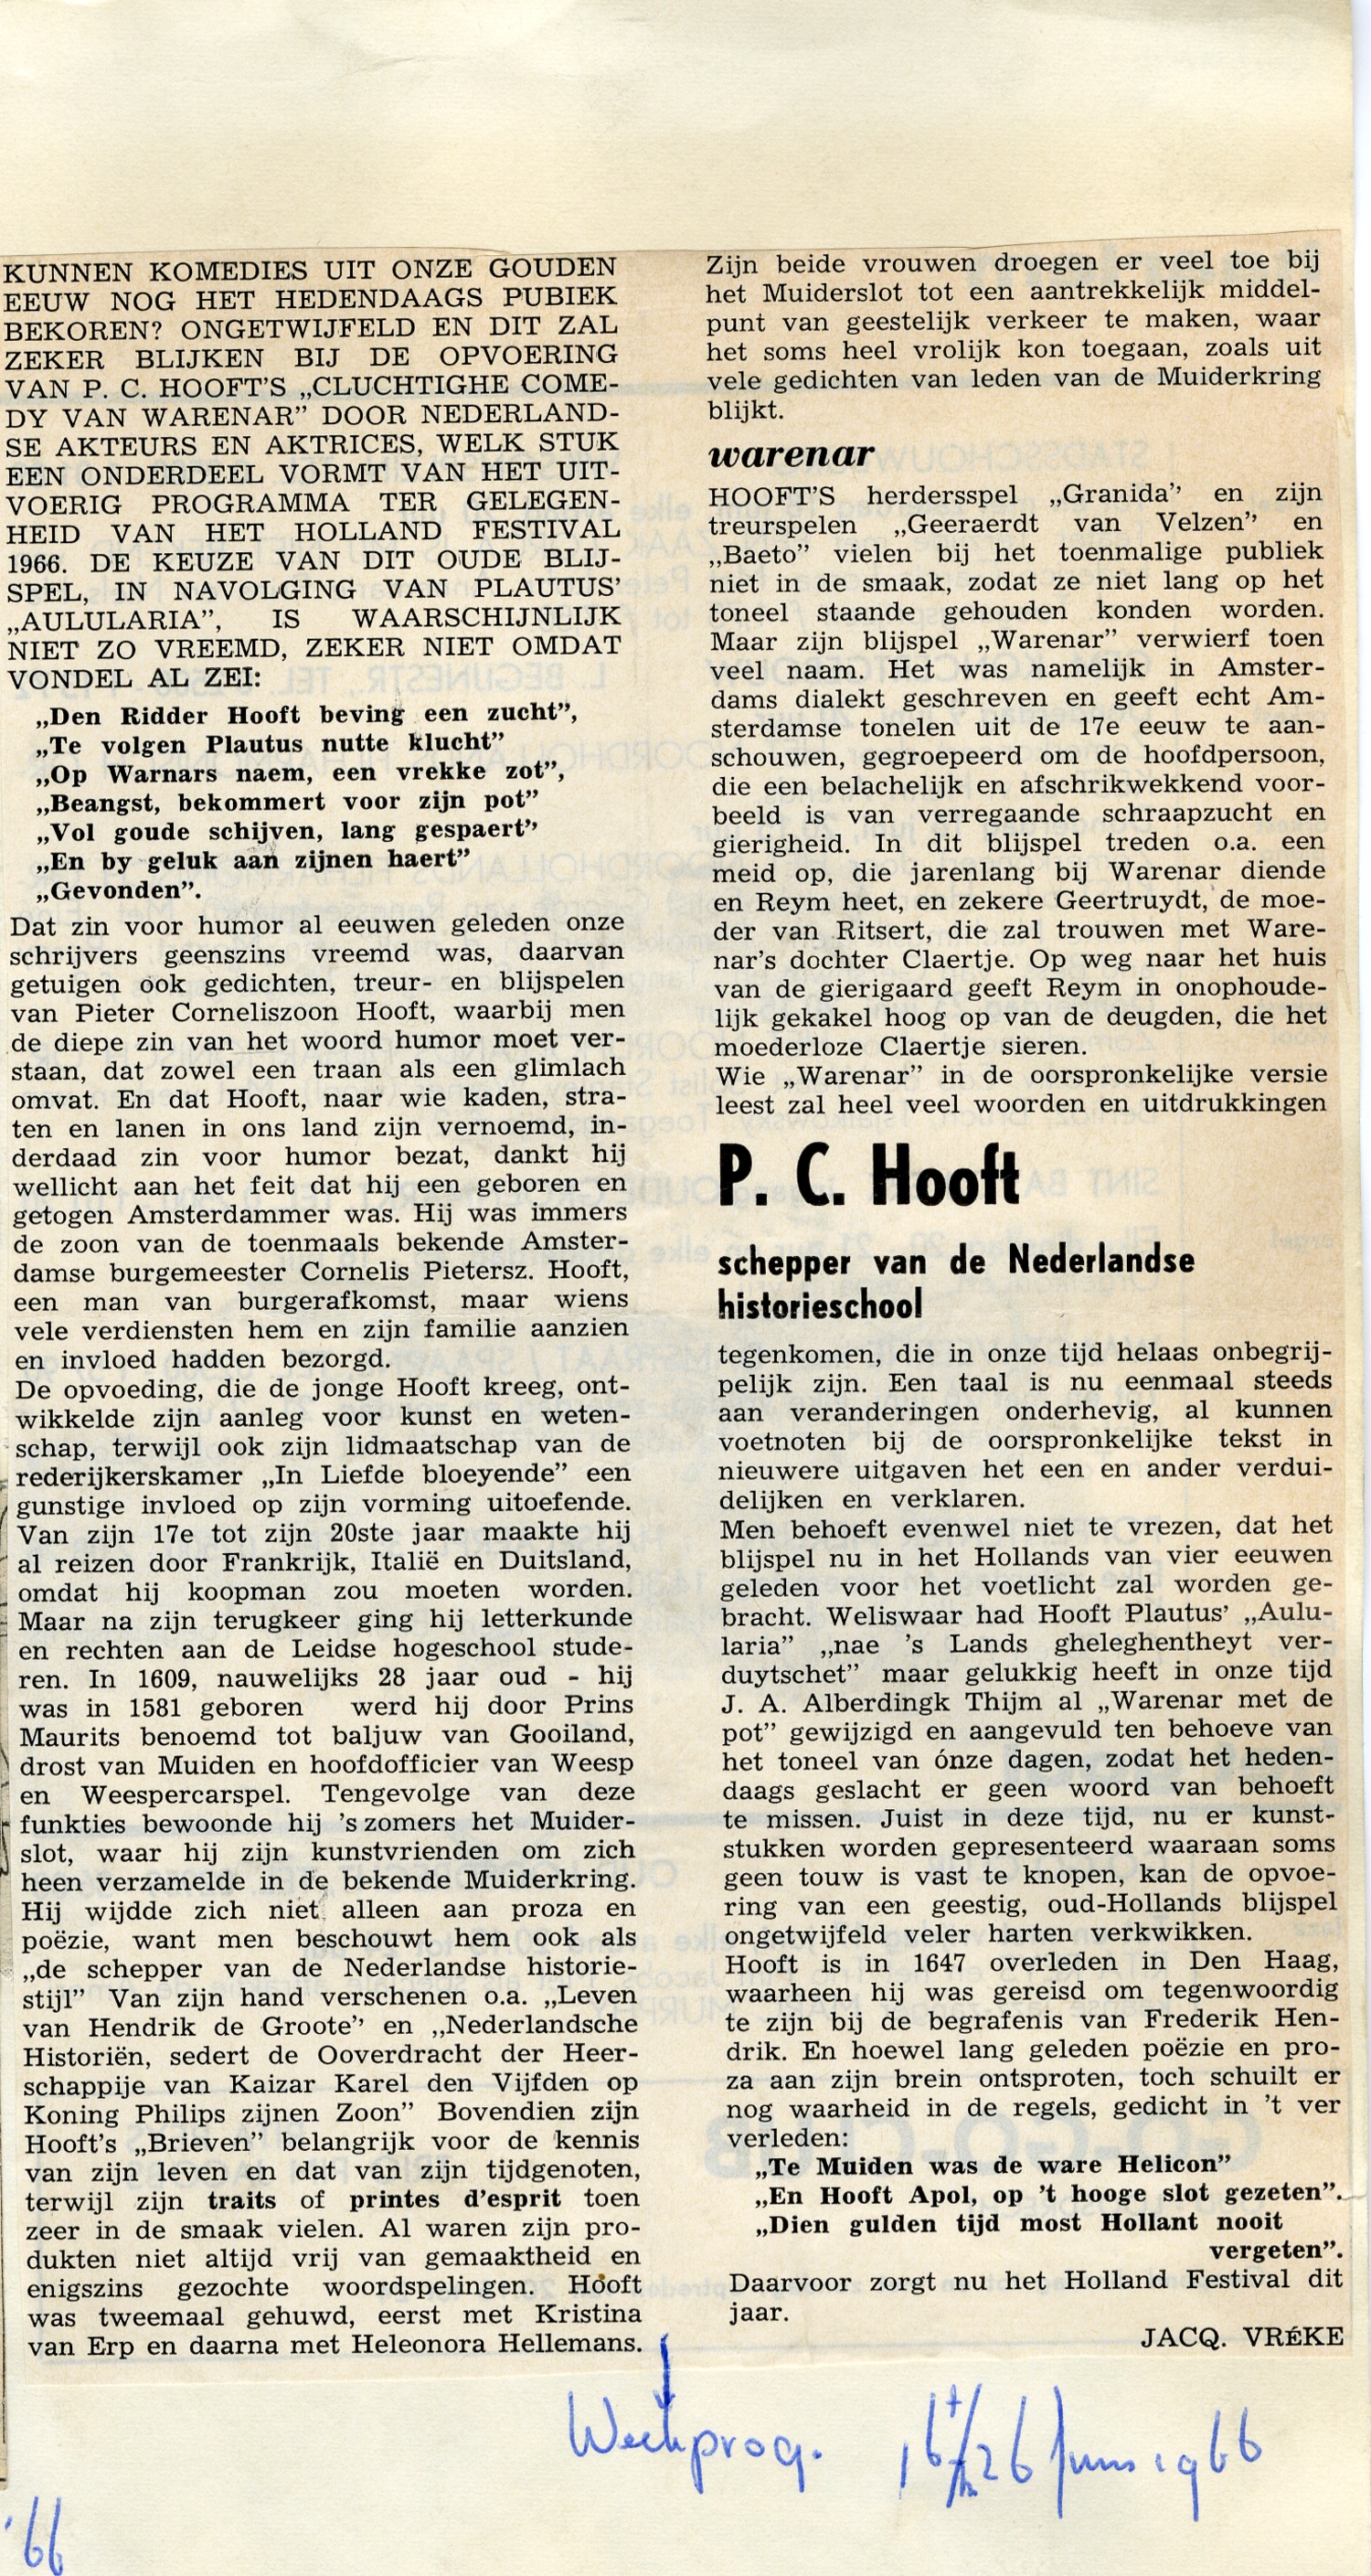 KUNNEN KOMEDIES UIT ONZE GOUDEN
EEUW NOG HET HEDENDAAGS PUBIEK
BEKOREN? ONGETWIJFELD EN DIT ZAL
ZEKER BLIJKEN BIJ DE OPVOERING
VAN P. C. HOOFT'S „CLUCHTIGHE COME-
DY VAN WARENAR” DOOR NEDERLAND-
SE AKTEURS EN AKTRICES, WELK STUK
EEN ONDERDEEL VORMT VAN HET UIT-
VOERIG PROGRAMMA TER GELEGEN-
HEID VAN HET HOLLAND FESTIVAL
1966. DE KEUZE VAN DIT OUDE BLIJ-
SPEL, IN NAVOLGING VAN PLAUTUS'
„AULULARIA”, IS WAARSCHIJNLIJK
NIET ZO VREEMD, ZEKER NIET OMDAT
VONDEL AL ZEI:
„Den Ridder Hooft beving een zucht”,
„Te volgen Plautus nutte klucht”
„Op Warnars naem, een vrekke zot”,
„Beangst, bekommert voor zijn pot”
„Vol goude schijven, lang gespaert”
„En by geluk aan zijnen haert”
„Gevonden”.
Dat zin voor humor al eeuwen geleden onze
schrijvers geenszins vreemd was, daarvan
getuigen ook gedichten, treur- en blijspelen
van Pieter Corneliszoon Hooft, waarbij men
de diepe zin van het woord humor moet ver-
staan, dat zowel een traan als een glimlach
omvat. En dat Hooft, naar wie kaden, stra-
ten en lanen in ons land zijn vernoemd, in-
derdaad zin voor humor bezat, dankt hij
wellicht aan het feit dat hij een geboren en
getogen Amsterdammer was. Hij was immers
de zoon van de toenmaals bekende Amster-
damse burgemeester Cornelis Pietersz. Hooft,
een man van burgerafkomst, maar wiens
vele verdiensten hem en zijn familie aanzien
en invloed hadden bezorgd.
De opvoeding, die de jonge Hooft kreeg, ont-
wikkelde zijn aanleg voor kunst en weten-
schap, terwijl ook zijn lidmaatschap van de
rederijkerskamer „In Liefde bloeyende” een
gunstige invloed op zijn vorming uitoefende.
Van zijn 17e tot zijn 20ste jaar maakte hij
al reizen door Frankrijk, Italië en Duitsland,
omdat hij koopman zou moeten worden.
Maar na zijn terugkeer ging hij letterkunde
en rechten aan de Leidse hogeschool stude-
ren. In 1609, nauwelijks 28 jaar oud - hij
was in 1581 geboren werd hij door Prins
Maurits benoemd tot baljuw van Gooiland,
drost van Muiden en hoofdofficier van Weesp
en Weespercarspel. Tengevolge van deze
funkties bewoonde hij 's zomers het Muider-
slot, waar hij zijn kunstvrienden om zich
heen verzamelde in de bekende Muiderkring.
Hij wijdde zich niet alleen aan proza en
poëzie, want men beschouwt hem ook als
„de schepper van de Nederlandse historie-
stijl” Van zijn hand verschenen o.a. „Leven
van Hendrik de Groote” en „Nederlandsche
Historiën, sedert de Ooverdracht der Heer-
schappije van Kaizar Karel den Vijfden op
Koning Philips zijnen Zoon” Bovendien zijn
Hooft's „Brieven” belangrijk voor de kennis
van zijn leven en dat van zijn tijdgenoten,
terwijl zijn traits of printes d'esprit toen
zeer in de smaak vielen. Al waren zijn pro-
dukten niet altijd vrij van gemaaktheid en
enigszins gezochte woordspelingen. Hooft
was tweemaal gehuwd, eerst met Kristina
van Erp en daarna met Heleonora Hellemans.
Zijn beide vrouwen droegen er veel toe bij
het Muiderslot tot een aantrekkelijk middel-
punt van geestelijk verkeer te maken, waar
het soms heel vrolijk kon toegaan, zoals uit
vele gedichten van leden van de Muiderkring
blijkt.
warenar
HOOFT'S herdersspel „Granida” en zijn
treurspelen „Geeraerdt van Velzen” en
„Baeto” vielen bij het toenmalige publiek
niet in de smaak, zodat ze niet lang op het
toneel staande gehouden konden worden.
Maar zijn blijspel „Warenar” verwierf toen
veel naam. Het was namelijk in Amster-
dams dialekt geschreven en geeft echt Am-
sterdamse tonelen uit de 17e eeuw te aan-
schouwen, gegroepeerd om de hoofdpersoon,
die een belachelijk en afschrikwekkend voor-
beeld is van verregaande schraapzucht en
gierigheid. In dit blijspel treden o.a. een
meid op, die jarenlang bij Warenar diende
en Reym heet, en zekere Geertruydt, de moe-
der van Ritsert, die zal trouwen met Ware-
nar's dochter Claertje. Op weg naar het huis
van de gierigaard geeft Reym in onophoude-
lijk gekakel hoog op van de deugden, die het
moederloze Claertje sieren.
Wie „Warenar” in de oorspronkelijke versie
leest zal heel veel woorden en uitdrukkingen
P. C. Hooft
schepper van de Nederlandse
historieschool
tegenkomen, die in onze tijd helaas onbegrij-
pelijk zijn. Een taal is nu eenmaal steeds
aan veranderingen onderhevig, al kunnen
voetnoten bij de oorspronkelijke tekst in
nieuwere uitgaven het een en ander verdui-
delijken en verklaren.
Men behoeft evenwel niet te vrezen, dat het
blijspel nu in het Hollands van vier eeuwen
geleden voor het voetlicht zal worden ge-
bracht. Weliswaar had Hooft Plautus' „Aulu-
laria” „nae 's Lands gheleghentheyt ver-
duytschet” maar gelukkig heeft in onze tijd
J. A. Alberdingk Thijm al „Warenar met de
pot” gewijzigd en aangevuld ten behoeve van
het toneel van ónze dagen, zodat het heden-
daags geslacht er geen woord van behoeft
te missen. Juist in deze tijd, nu er kunst-
stukken worden gepresenteerd waaraan soms
geen touw is vast te knopen, kan de opvoe-
ring van een geestig, oud-Hollands blijspel
ongetwijfeld veler harten verkwikken.
Hooft is in 1647 overleden in Den Haag,
waarheen hij was gereisd om tegenwoordig
te zijn bij de begrafenis van Frederik Hen-
drik. En hoewel lang geleden poëzie en pro-
za aan zijn brein ontsproten, toch schuilt er
nog waarheid in de regels, gedicht in 't ver
verleden:
„Te Muiden was de ware Helicon”
„En Hooft Apol, op 't hooge slot gezeten”.
„Dien gulden tijd most Hollant nooit
vergeten”.
Daarvoor zorgt nu het Holland Festival dit
jaar.
JACQ. VRÉKE
Weekprog. 16 t/m 26 Juni 1966
'66